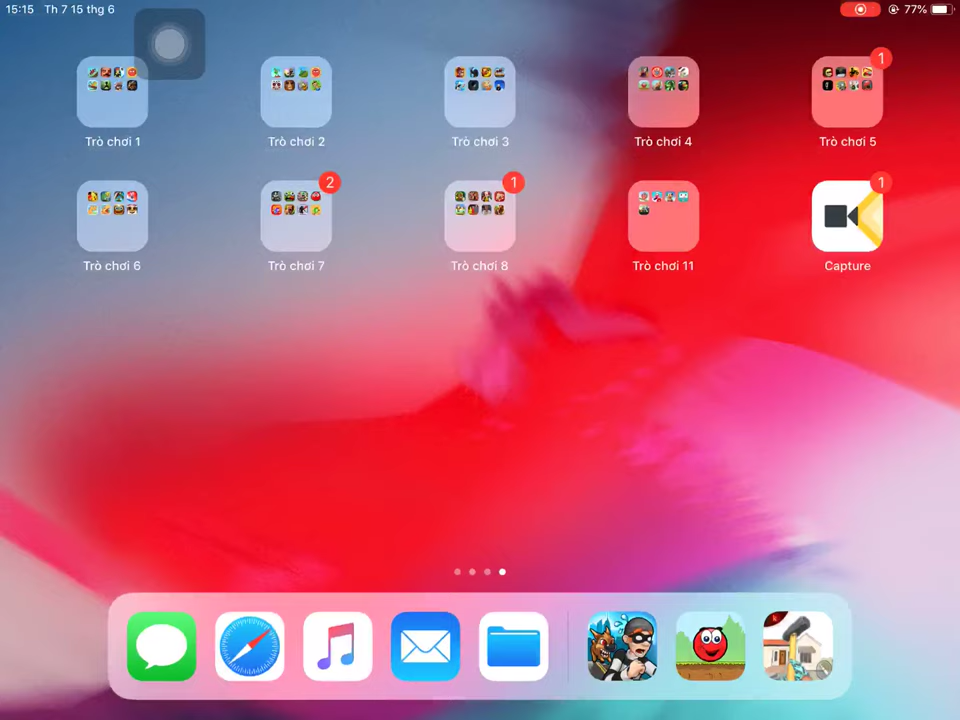 15:15 Th 7 15 thg 6
77%
1
Trò chơi 1
Trò chơi 2
Trò chơi 3
Trò chơi 4
Trò chơi 5
2
1
1
Trò chơi 6
Trò chơi 7
Trò chơi 8
Trò chơi 11
Capture